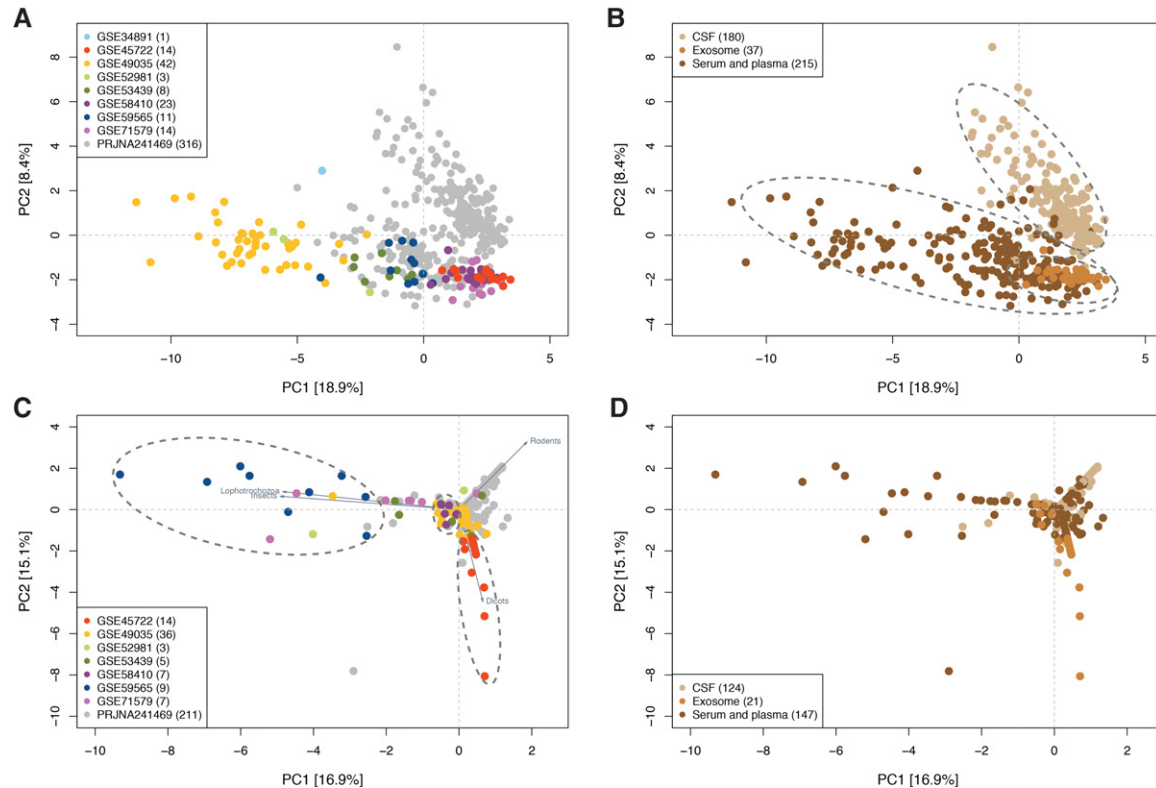 A
GSE34891 (1)
GSE45722 (14)
GSE49035 (42)
GSE52981 (3)
GSE53439 (8)
GSE58410 (23)
GSE59565 (11)
GSE71579 (14)
PRJNA241469 (316)
8
6
4
2
0
−2
−4
PC2 [8.4%]
−10
−5
0
5
PC1 [18.9%]
B
CSF (180)
Exosome (37)
Serum and plasma (215)
8
6
4
2
0
−2
−4
PC2 [8.4%]
−10
−5
0
5
PC1 [18.9%]
C
Rodents
Lophotrochozoa
Insects
Dicots
GSE45722 (14)
GSE49035 (36)
GSE52981 (3)
GSE53439 (5)
GSE58410 (7)
GSE59565 (9)
GSE71579 (7)
PRJNA241469 (211)
4
2
0
−2
−4
−6
−8
−10
PC2 [15.1%]
−10
−8
−6
−4
−2
0
2
PC1 [16.9%]
D
CSF (124)
Exosome (21)
Serum and plasma (147)
4
2
0
−2
−4
−6
−8
−10
PC2 [15.1%]
−10
−8
−6
−4
−2
0
2
PC1 [16.9%]